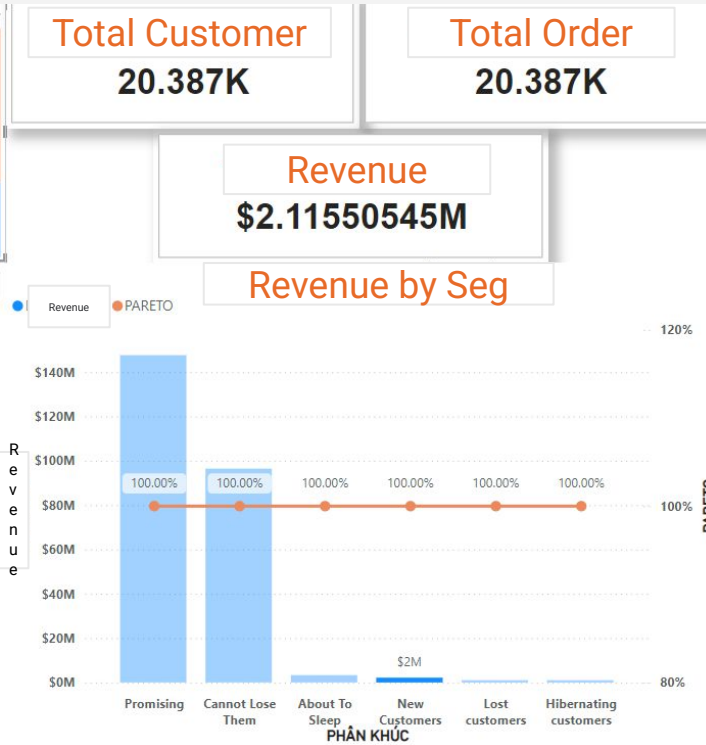 Total Customer
Total Order
20.387K
20.387K
Revenue
$2.11550545M
Revenue by Seg
Revenue
PARETO
120%
$140M
$120M
$100M
$80M
$60M
$40M
$20M
$0M
Revenue
100.00%
100.00%
100.00%
100.00%
100.00%
100.00%
100%
PARETO
$2M
80%
Promising
Cannot Lose
Them
About To
Sleep
New
Customers
Lost
customers
Hibernating
customers
PHÂN KHÚC